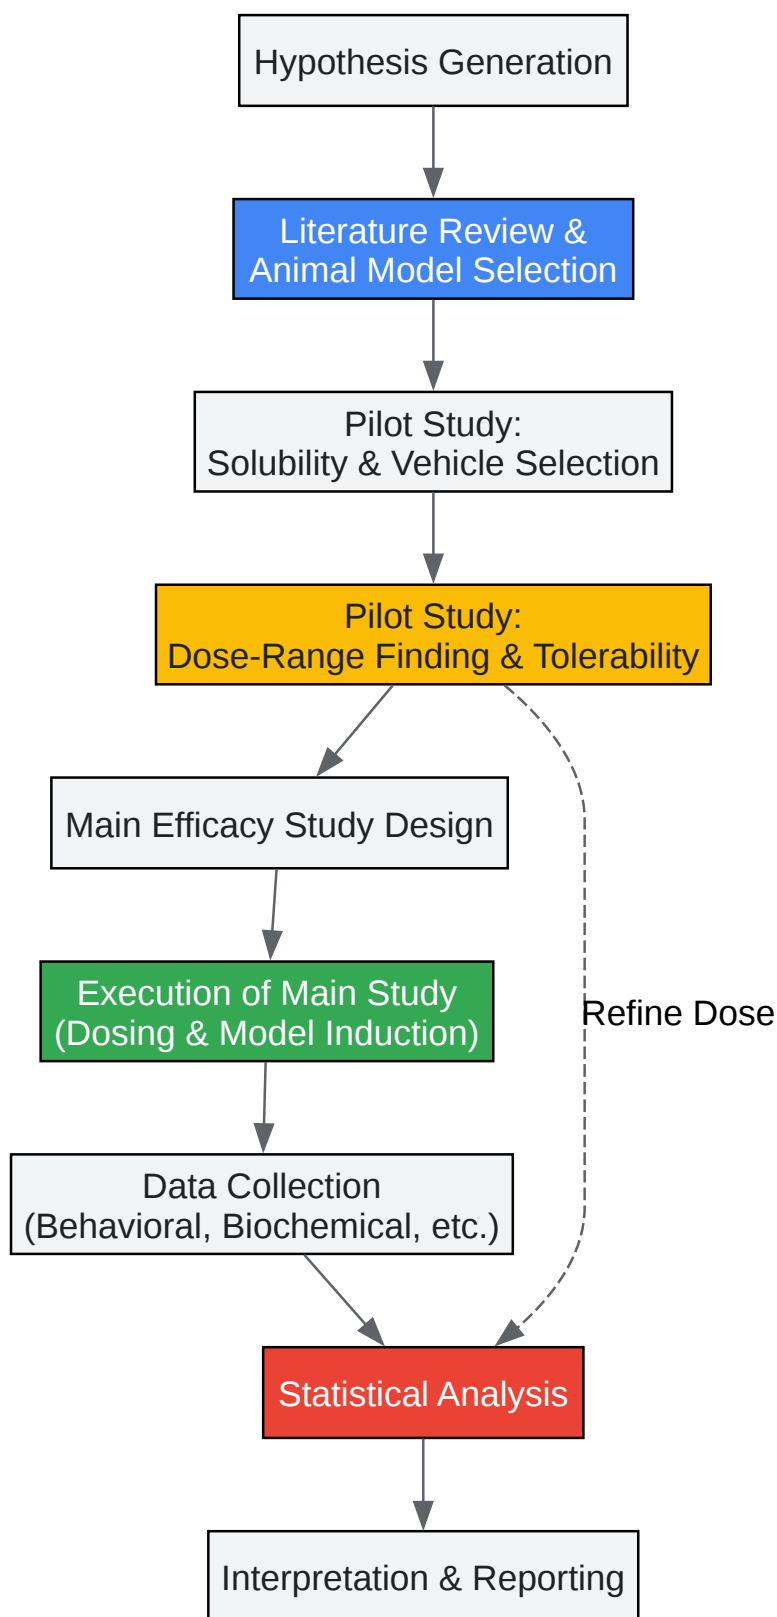 Hypothesis Generation
Literature Review &
Animal Model Selection
Pilot Study:
Solubility & Vehicle Selection
Pilot Study:
Dose-Range Finding & Tolerability
Main Efficacy Study Design
Execution of Main Study
(Dosing & Model Induction)
Refine Dose
Data Collection
(Behavioral, Biochemical, etc.)
Statistical Analysis
Interpretation & Reporting